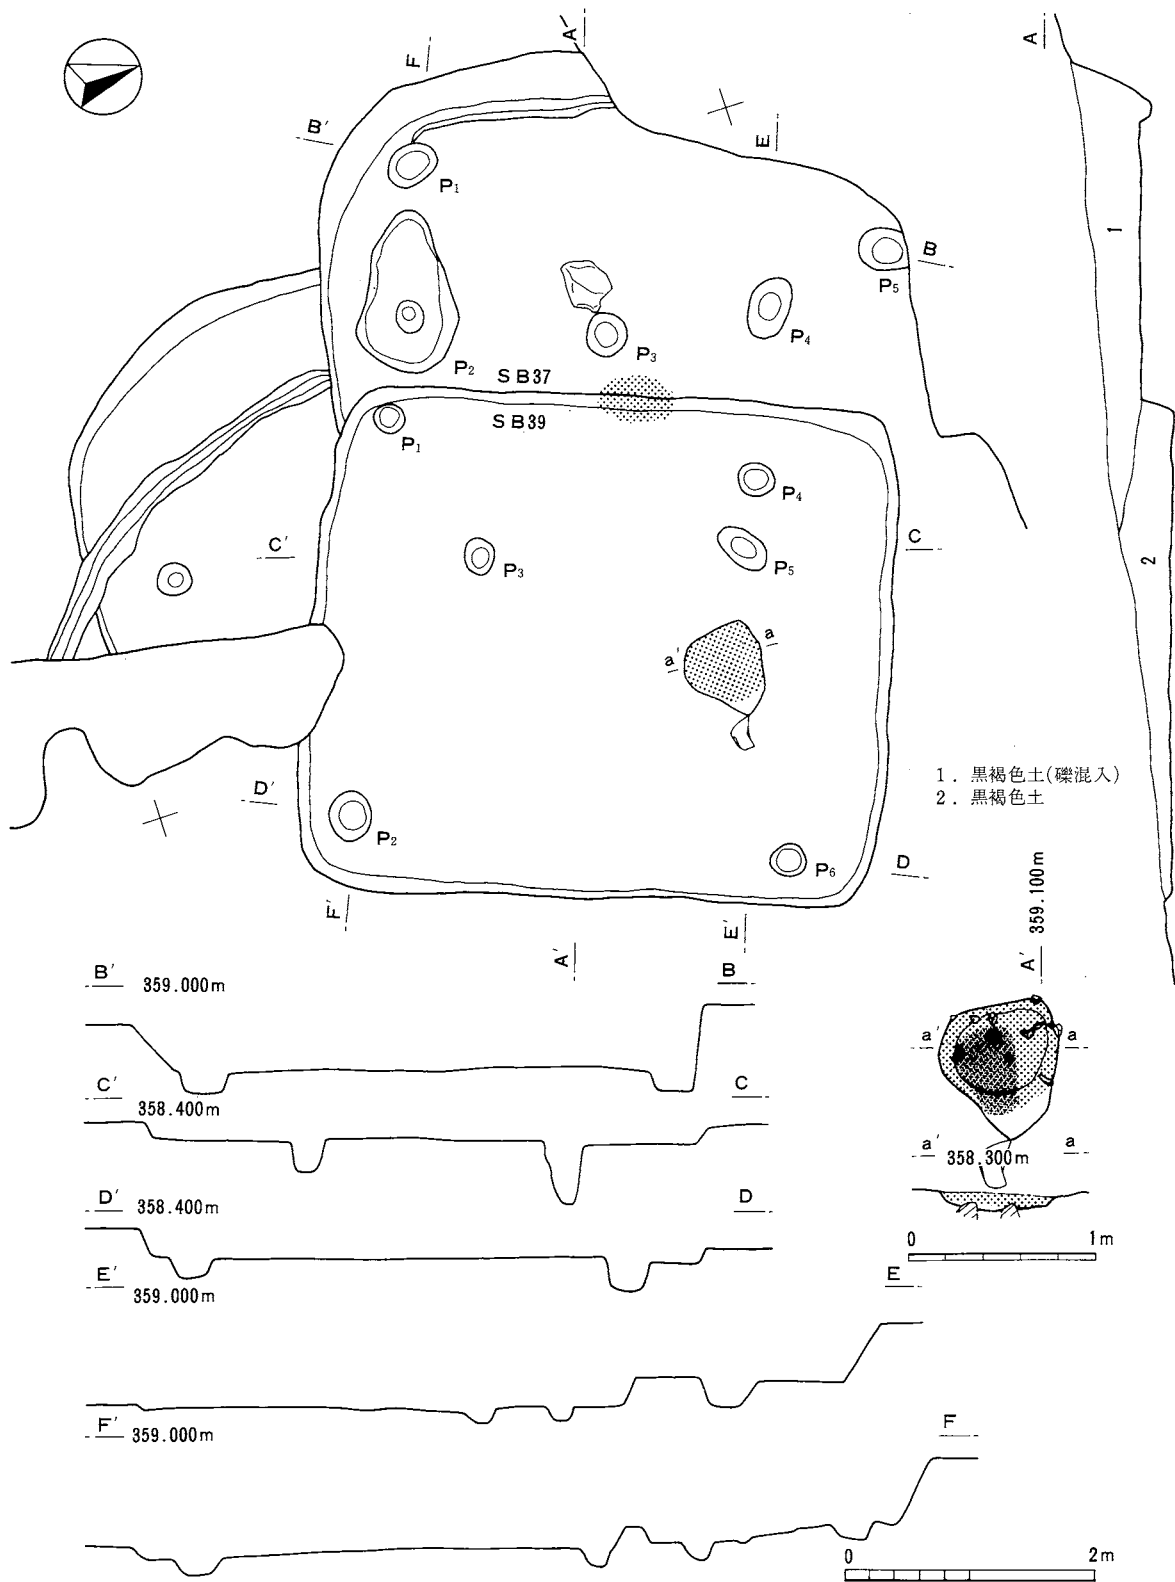 A'
A
F
B'
E
P1
B
P5
1
P4
P3
P2
SB37
SB39
P1
P4
C'
C
P3
P5
2
a
a'
1. 黒褐色土(礫混入)
2. 黒褐色土
D'
P2
P6
D
359.100m
F'
E'
A'
A'
B' 359.000m B
a' a
C' 358.400m C
a' 358.300m a
D' 358.400m D
0 1m
E' 359.000m E
F' 359.000m F
0 2m